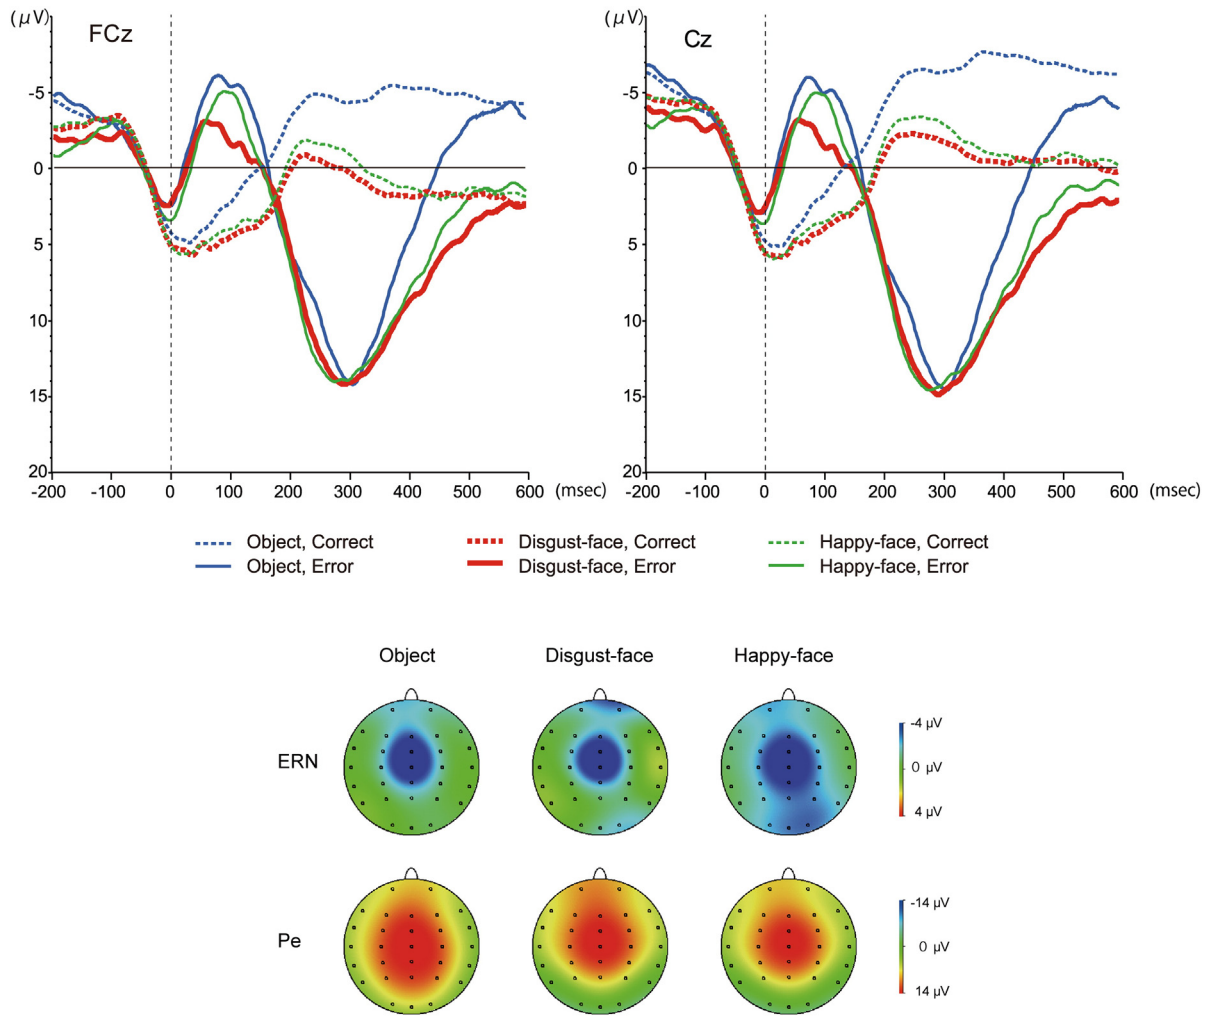 (μV)
FCz
-5
0
5
10
15
20
-200 -100 0 100 200 300 400 500 600 (msec)
(μV)
Cz
-5
0
5
10
15
20
-200 -100 0 100 200 300 400 500 600 (msec)
Object, Correct Disgust-face, Correct Happy-face, Correct
Object, Error Disgust-face, Error Happy-face, Error
Object Disgust-face Happy-face
ERN
-4 μV
0 μV
4 μV
Pe
-14 μV
0 μV
14 μV